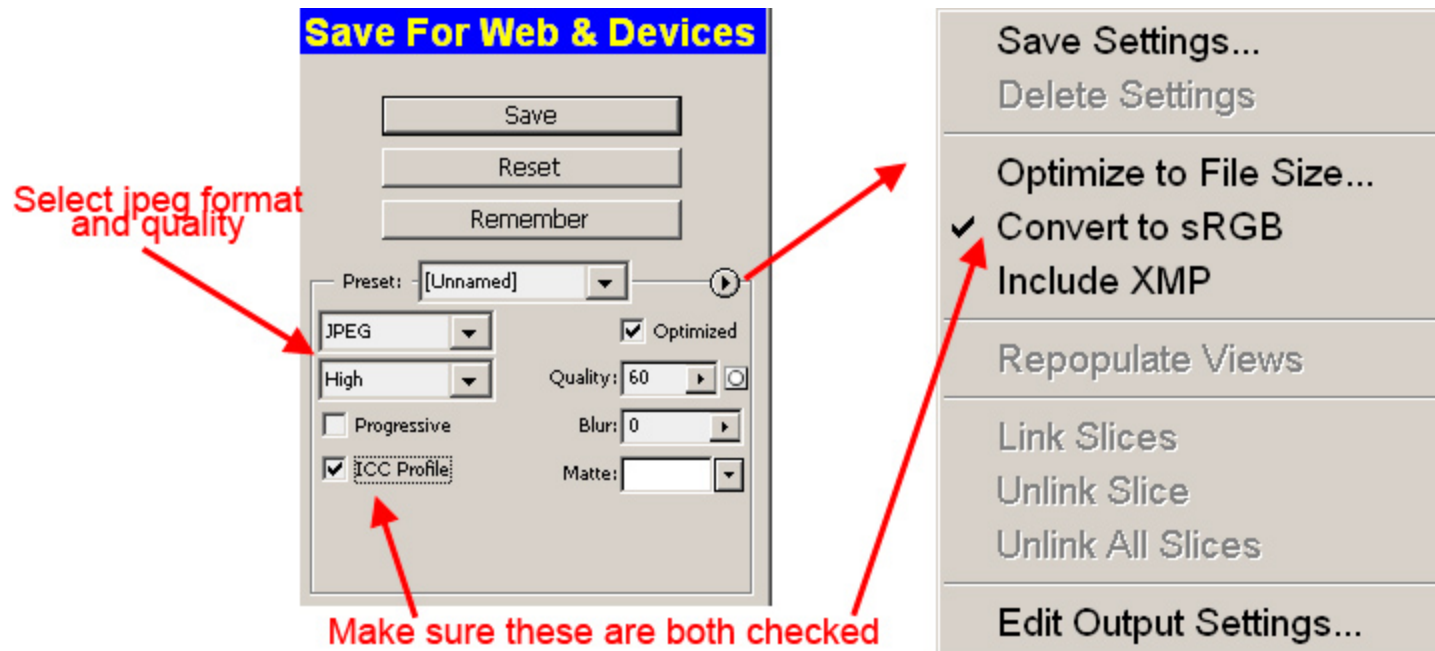 Save For Web & Devices
Save
Reset
Remember
Select jpeg format
and quality
Preset: [Unnamed]
JPEG
Optimized
High
Quality: 60
Progressive
Blur: 0
ICC Profile
Matte:
Make sure these are both checked
Save Settings...
Delete Settings
Optimize to File Size...
Convert to sRGB
Include XMP
Repopulate Views
Link Slices
Unlink Slice
Unlink All Slices
Edit Output Settings...